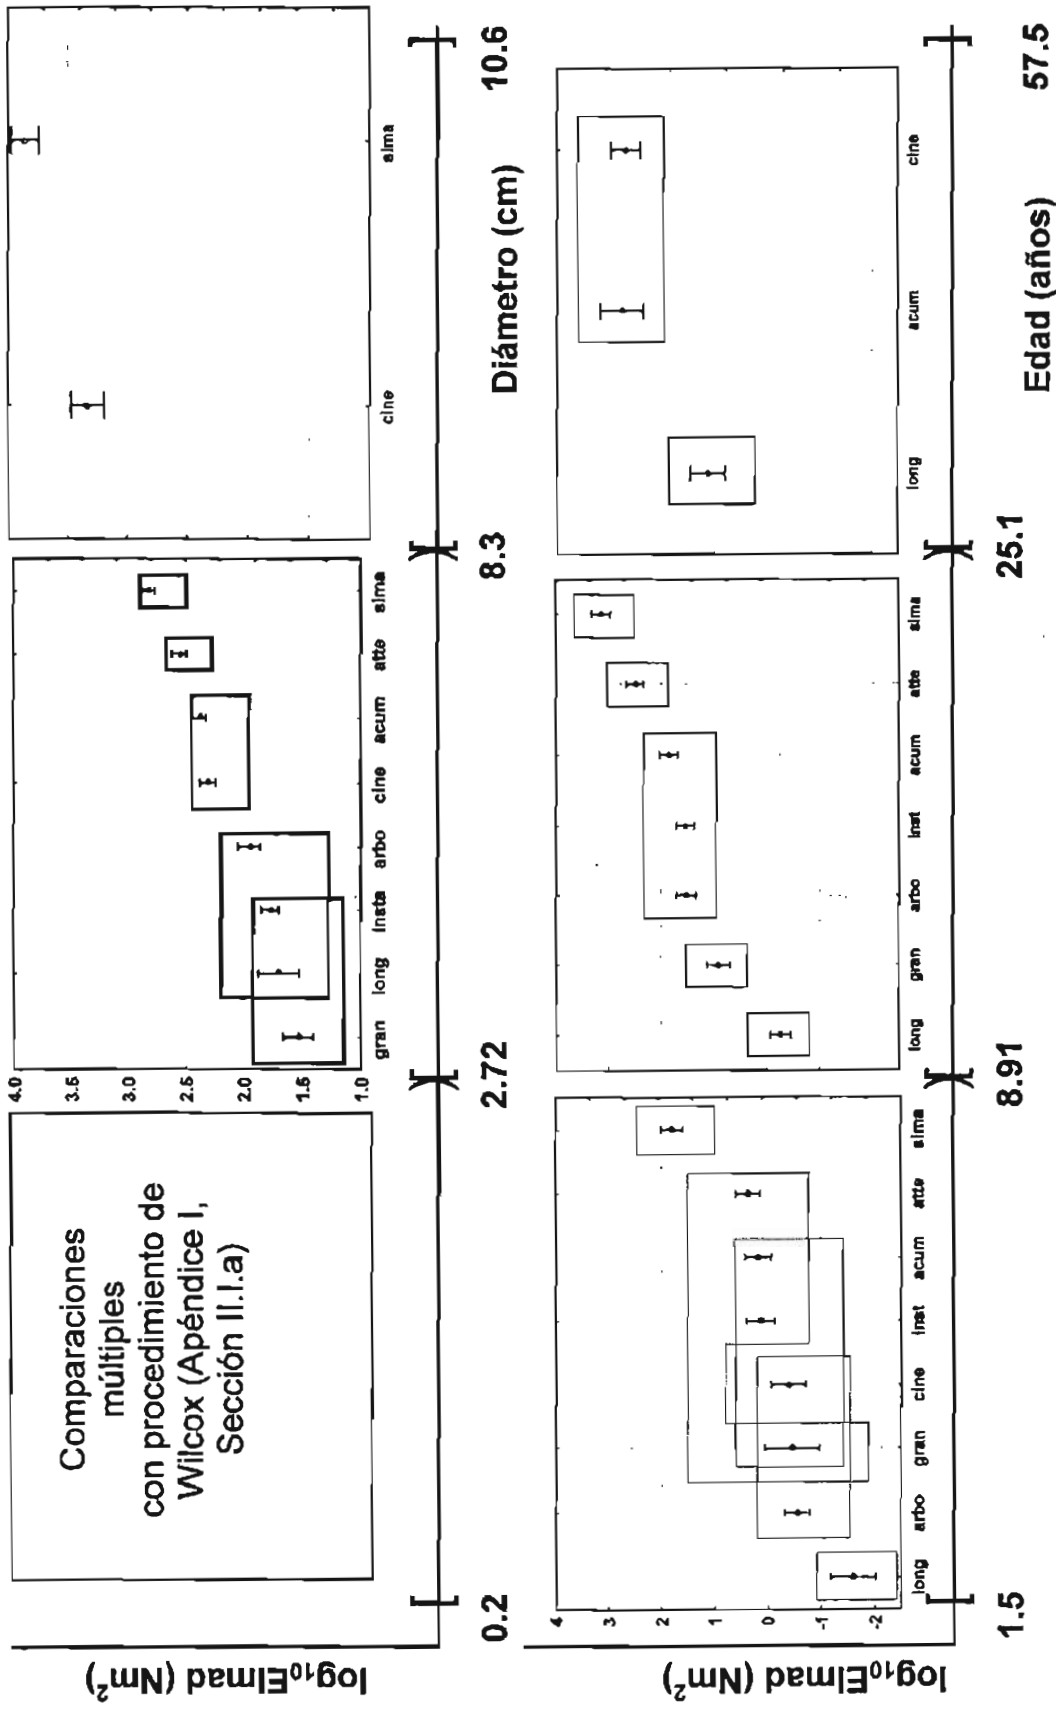 log₁₀Elmad (Nm²)
Comparaciones
múltiples
con procedimiento de
Wilcox (Apéndice I,
Sección II.I.a)
4.0
3.5
3.0
2.5
2.0
1.5
1.0
gran long insta arbo cine acum atte sima
cine sima
0.2 2.72 8.3 10.6
Diámetro (cm)
log₁₀Elmad (Nm²)
4
3
2
1
0
-1
-2
long arbo gran cine inst acum atte sima
long gran arbo inst acum atte sima
long acum cine
1.5 8.91 25.1 57.5
Edad (años)